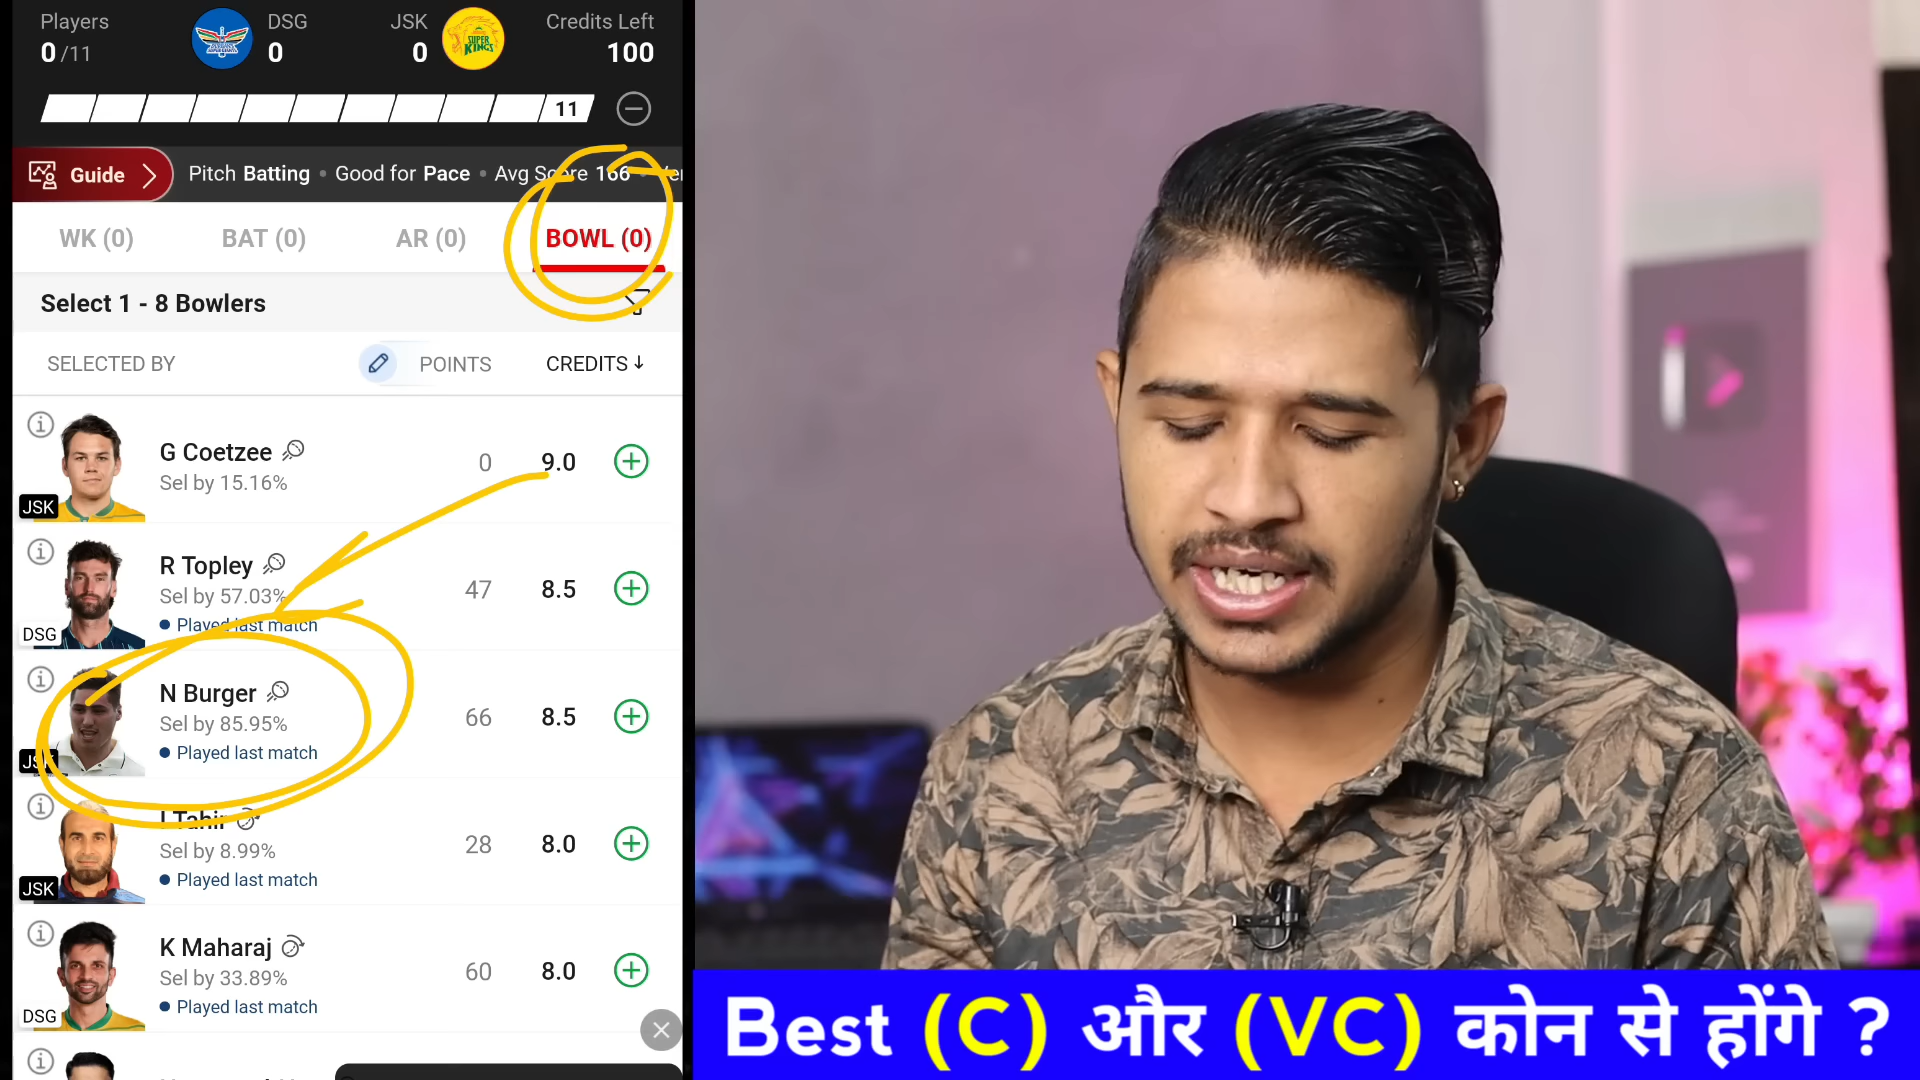 Players
0 /11
DSG
0
JSK
0
SUPER KINGS
Credits Left
100
11
Guide
Pitch Batting • Good for Pace • Avg Score 166 •
WK (0)
BAT (0)
AR (0)
BOWL (0)
Select 1 - 8 Bowlers
SELECTED BY
POINTS
CREDITS ↓
G Coetzee
Sel by 15.16%
JSK
0
9.0
R Topley
Sel by 57.03%
Played last match
DSG
47
8.5
N Burger
Sel by 85.95%
Played last match
JSK
66
8.5
I Tahir
Sel by 8.99%
Played last match
JSK
28
8.0
K Maharaj
Sel by 33.89%
Played last match
DSG
60
8.0
Best (C) और (VC) कोन से होंगे ?